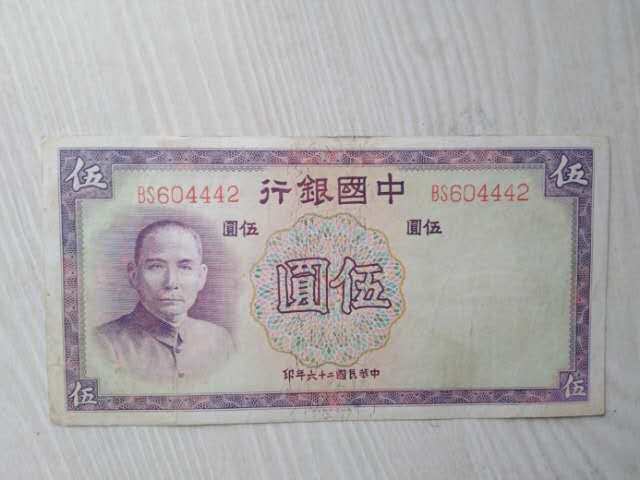 伍 伍
BS604442 中國銀行 BS604442
伍圓 伍圓
伍圓
中華民國二十六年印
伍 伍